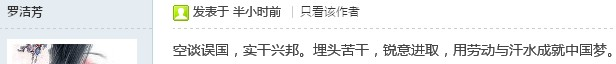 罗洁芳
发表于 半小时前 | 只看该作者
空谈误国，实干兴邦。埋头苦干，锐意进取，用劳动与汗水成就中国梦。